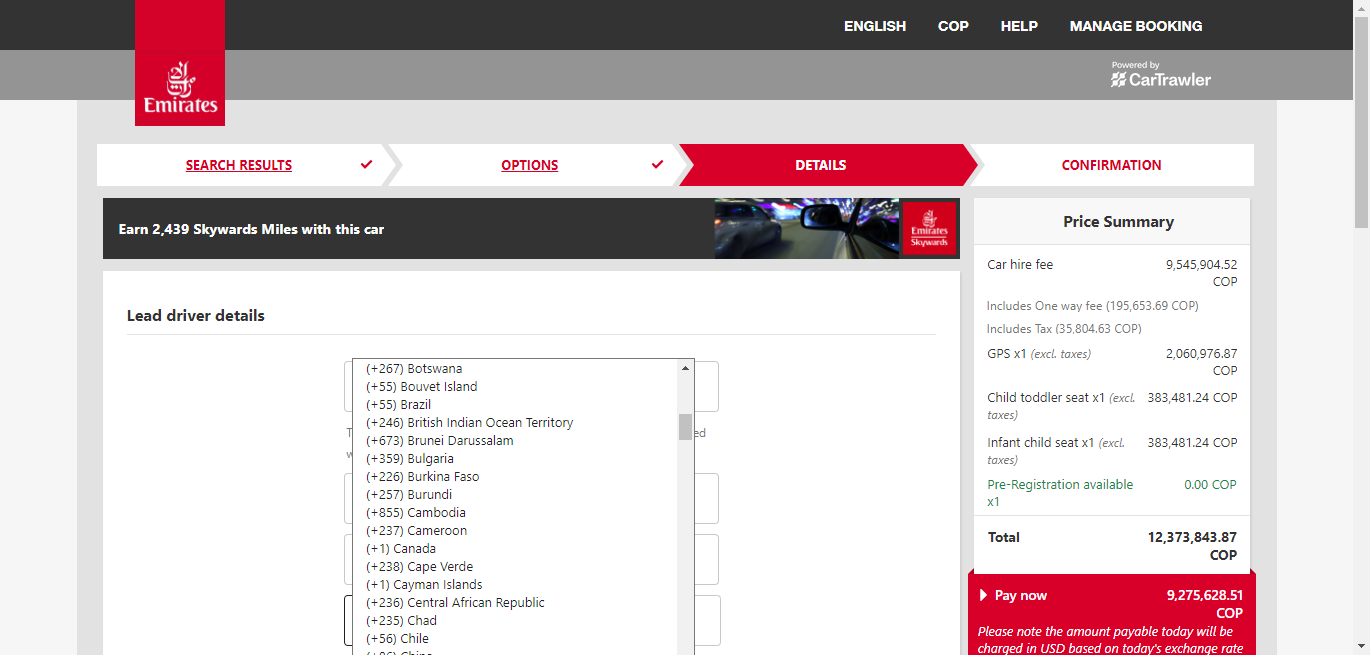 ENGLISH COP HELP MANAGE BOOKING
Powered by
CarTrawler
Emirates
SEARCH RESULTS
OPTIONS
DETAILS
CONFIRMATION
Earn 2,439 Skywards Miles with this car
Emirates
Skywards
Lead driver details
(+267) Botswana
(+55) Bouvet Island
(+55) Brazil
(+246) British Indian Ocean Territory
(+673) Brunei Darussalam
(+359) Bulgaria
(+226) Burkina Faso
(+257) Burundi
(+855) Cambodia
(+237) Cameroon
(+1) Canada
(+238) Cape Verde
(+1) Cayman Islands
(+236) Central African Republic
(+235) Chad
(+56) Chile
Price Summary
Car hire fee 9,545,904.52
COP
Includes One way fee (195,653.69 COP)
Includes Tax (35,804.63 COP)
GPS x1 (excl. taxes) 2,060,976.87
COP
Child toddler seat x1 (excl. 383,481.24 COP
taxes)
Infant child seat x1 (excl. 383,481.24 COP
taxes)
Pre-Registration available 0.00 COP
x1
Total 12,373,843.87
COP
Pay now 9,275,628.51
COP
Please note the amount payable today will be
charged in USD based on today's exchange rate